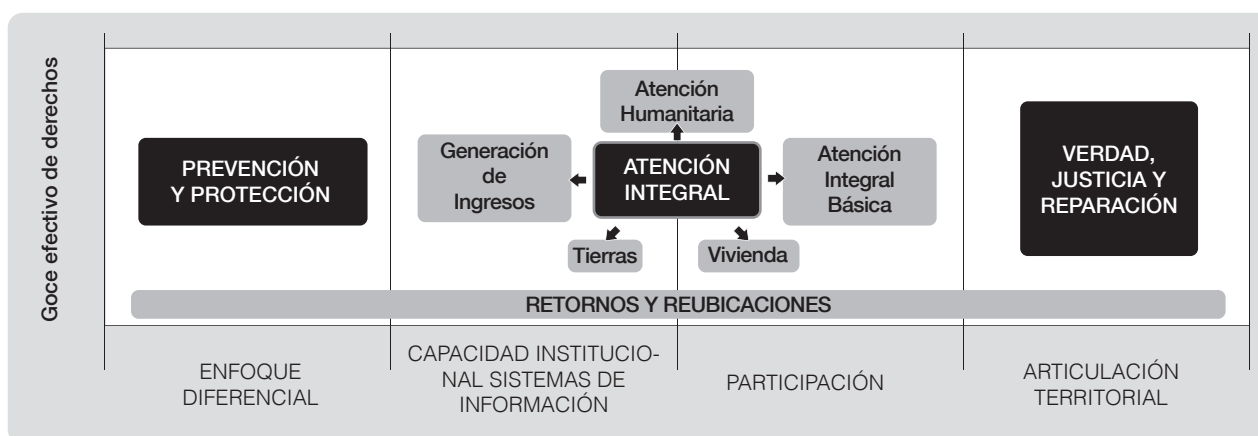 Goce efectivo de derechos
PREVENCIÓN
Y PROTECCIÓN
Generación
de
Ingresos
Atención
Humanitaria
ATENCIÓN
INTEGRAL
Atención
Integral
Básica
Tierras
Vivienda
VERDAD,
JUSTICIA Y
REPARACIÓN
RETORNOS Y REUBICACIONES
ENFOQUE
DIFERENCIAL
CAPACIDAD INSTITUCIO-
NAL SISTEMAS DE
INFORMACIÓN
PARTICIPACIÓN
ARTICULACIÓN
TERRITORIAL